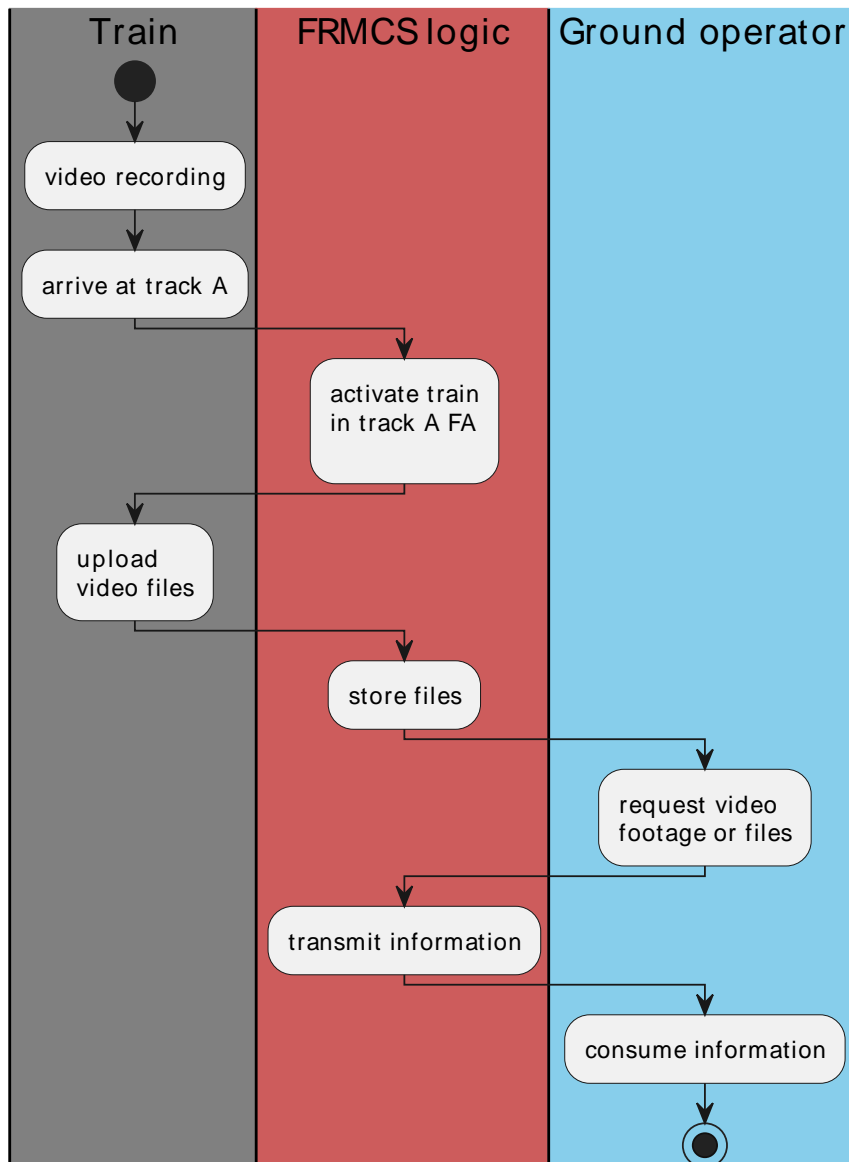 Train
FRMCS logic
Ground operator
video recording
arrive at track A
activate train
in track A FA
upload
video files
store files
request video
footage or files
transmit information
consume information